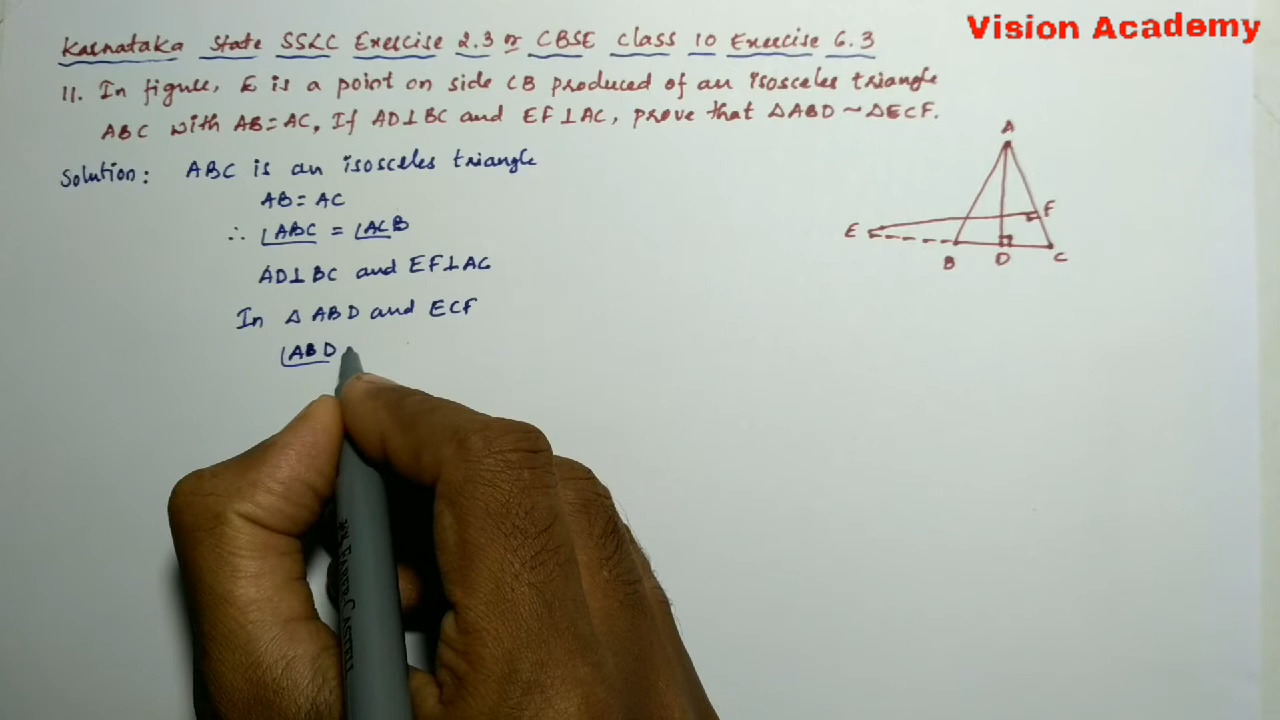 Vision Academy
Karnataka State SSLC Exercise 2.3 or CBSE Class 10 Exercise 6.3
11. In figure, E is a point on side CB produced of an isosceles triangle
ABC with AB = AC, If AD⊥BC and EF⊥AC, prove that △ABD ~ △ECF.
Solution: ABC is an isosceles triangle
AB = AC
∴ ∠ABC = ∠ACB
AD⊥BC and EF⊥AC
In △ ABD and ECF
∠ABD
A
F
E
B
D
C